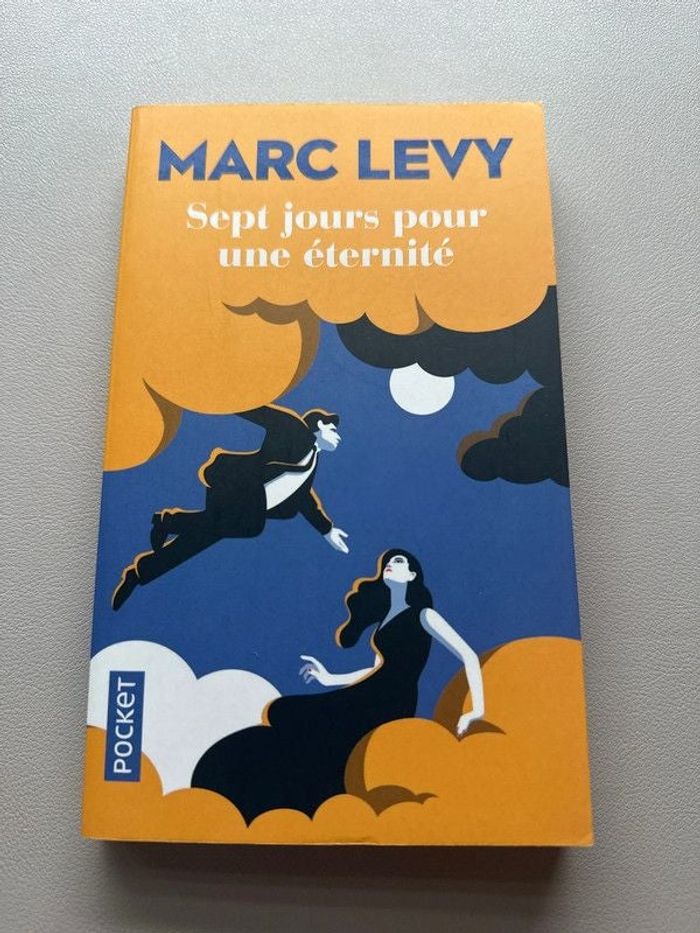 MARC LEVY
Sept jours pour
une éternité
POCKET